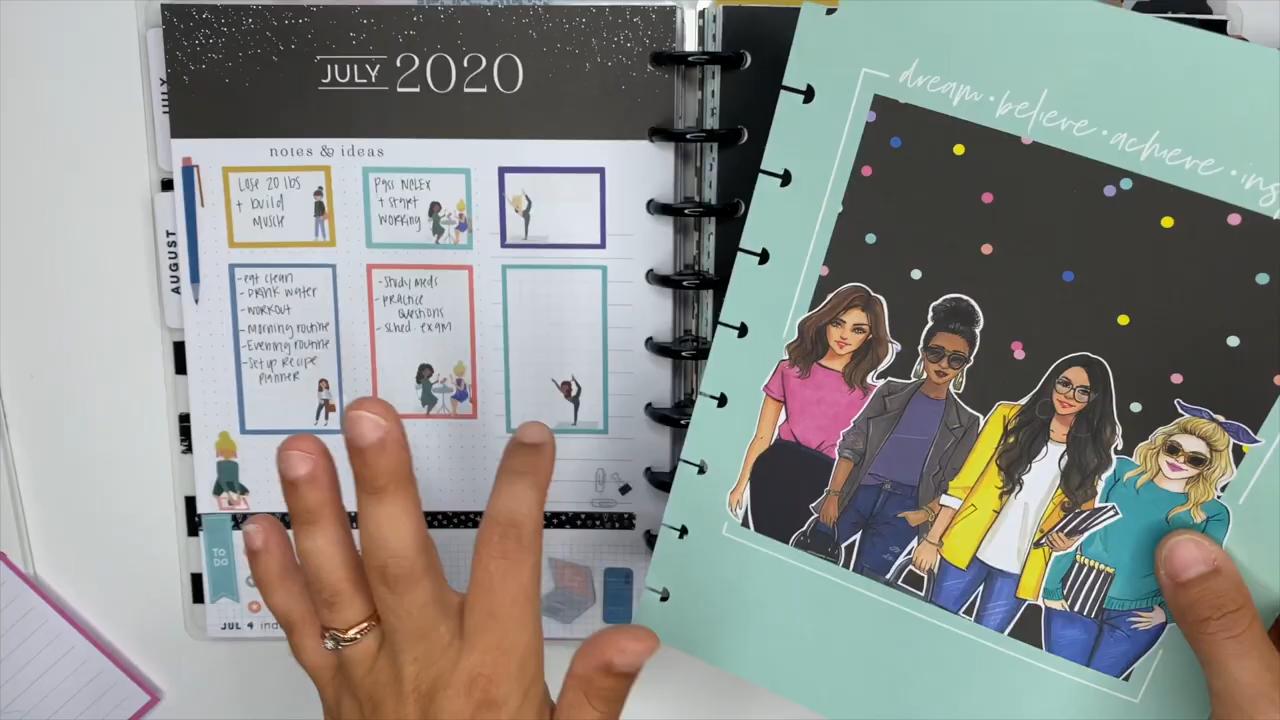 JULY 2020
notes & ideas
Lose 20 lbs
+ build
muscle
Pass NCLEX
+ start
working
-eat clean
-Drink water
-workout
-Morning routine
-Evening routine
-Set up Recipe
planner
-Study meds
-practice
questions
-sched. exam
TO
DO
JUL 4
JULY
AUGUST
dream · believe · achieve · ins